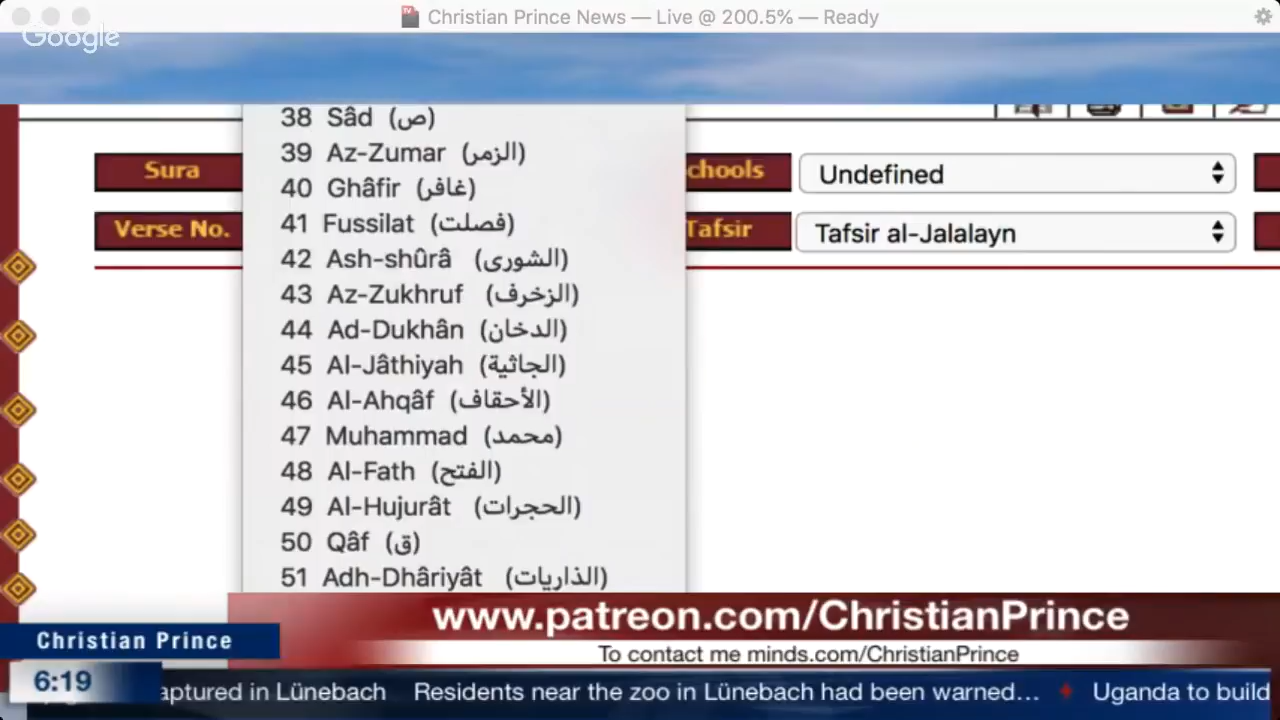 Christian Prince News — Live @ 200.5% — Ready
Google
38 Sâd (ص)
39 Az-Zumar (الزمر)
40 Ghâfir (غافر)
41 Fussilat (فصلت)
42 Ash-shûrâ (الشورى)
43 Az-Zukhruf (الزخرف)
44 Ad-Dukhân (الدخان)
45 Al-Jâthiyah (الجاثية)
46 Al-Ahqâf (الأحقاف)
47 Muhammad (محمد)
48 Al-Fath (الفتح)
49 Al-Hujurât (الحجرات)
50 Qâf (ق)
51 Adh-Dhâriyât (الذاريات)
Sura
Verse No.
chools Undefined
Tafsir Tafsir al-Jalalayn
www.patreon.com/ChristianPrince
To contact me minds.com/ChristianPrince
Christian Prince
6:19
aptured in Lünebach Residents near the zoo in Lünebach had been warned... Uganda to build